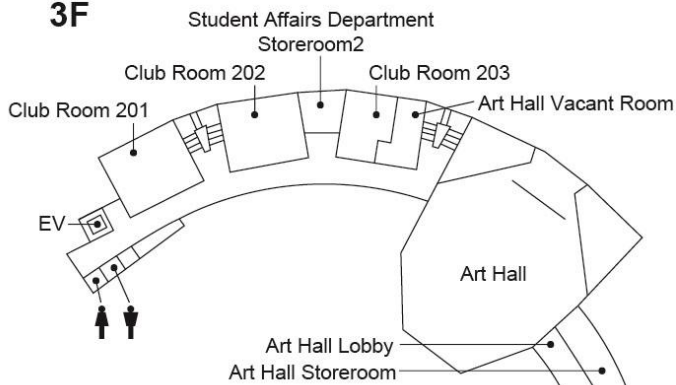 3F
Student Affairs Department
Storeroom2
Club Room 202
Club Room 203
Club Room 201
Art Hall Vacant Room
EV
Art Hall
Art Hall Lobby
Art Hall Storeroom